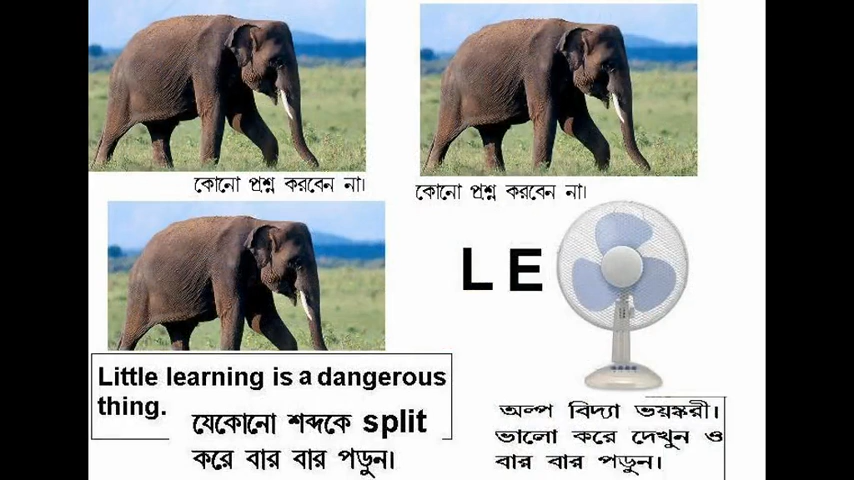 কোনো প্রশ্ন করবেন না।
কোনো প্রশ্ন করবেন না।
L E
Little learning is a dangerous
thing.
যেকোনো শব্দকে split
করে বার বার পড়ুন।
অল্প বিদ্যা ভয়ঙ্করী।
ভালো করে দেখুন ও
বার বার পড়ুন।